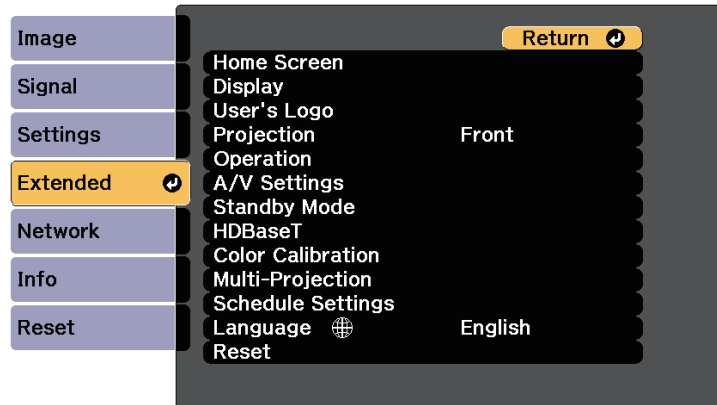 Image
Signal
Settings
Extended
Network
Info
Reset
Return
Home Screen
Display
User's Logo
Projection Front
Operation
A/V Settings
Standby Mode
HDBaseT
Color Calibration
Multi-Projection
Schedule Settings
Language English
Reset